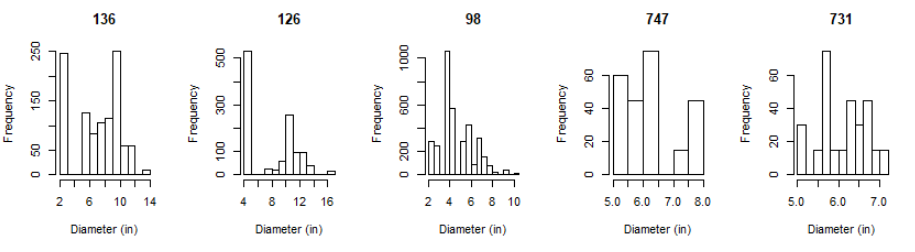 136 126 98 747 731
Frequency 0 50 150 250
2 6 10 14
Diameter (in)
Frequency 0 100 300 500
4 8 12 16
Diameter (in)
Frequency 0 200 600 1000
2 4 6 8 10
Diameter (in)
Frequency 0 20 40 60
5.0 6.0 7.0 8.0
Diameter (in)
Frequency 0 20 40 60
5.0 6.0 7.0
Diameter (in)